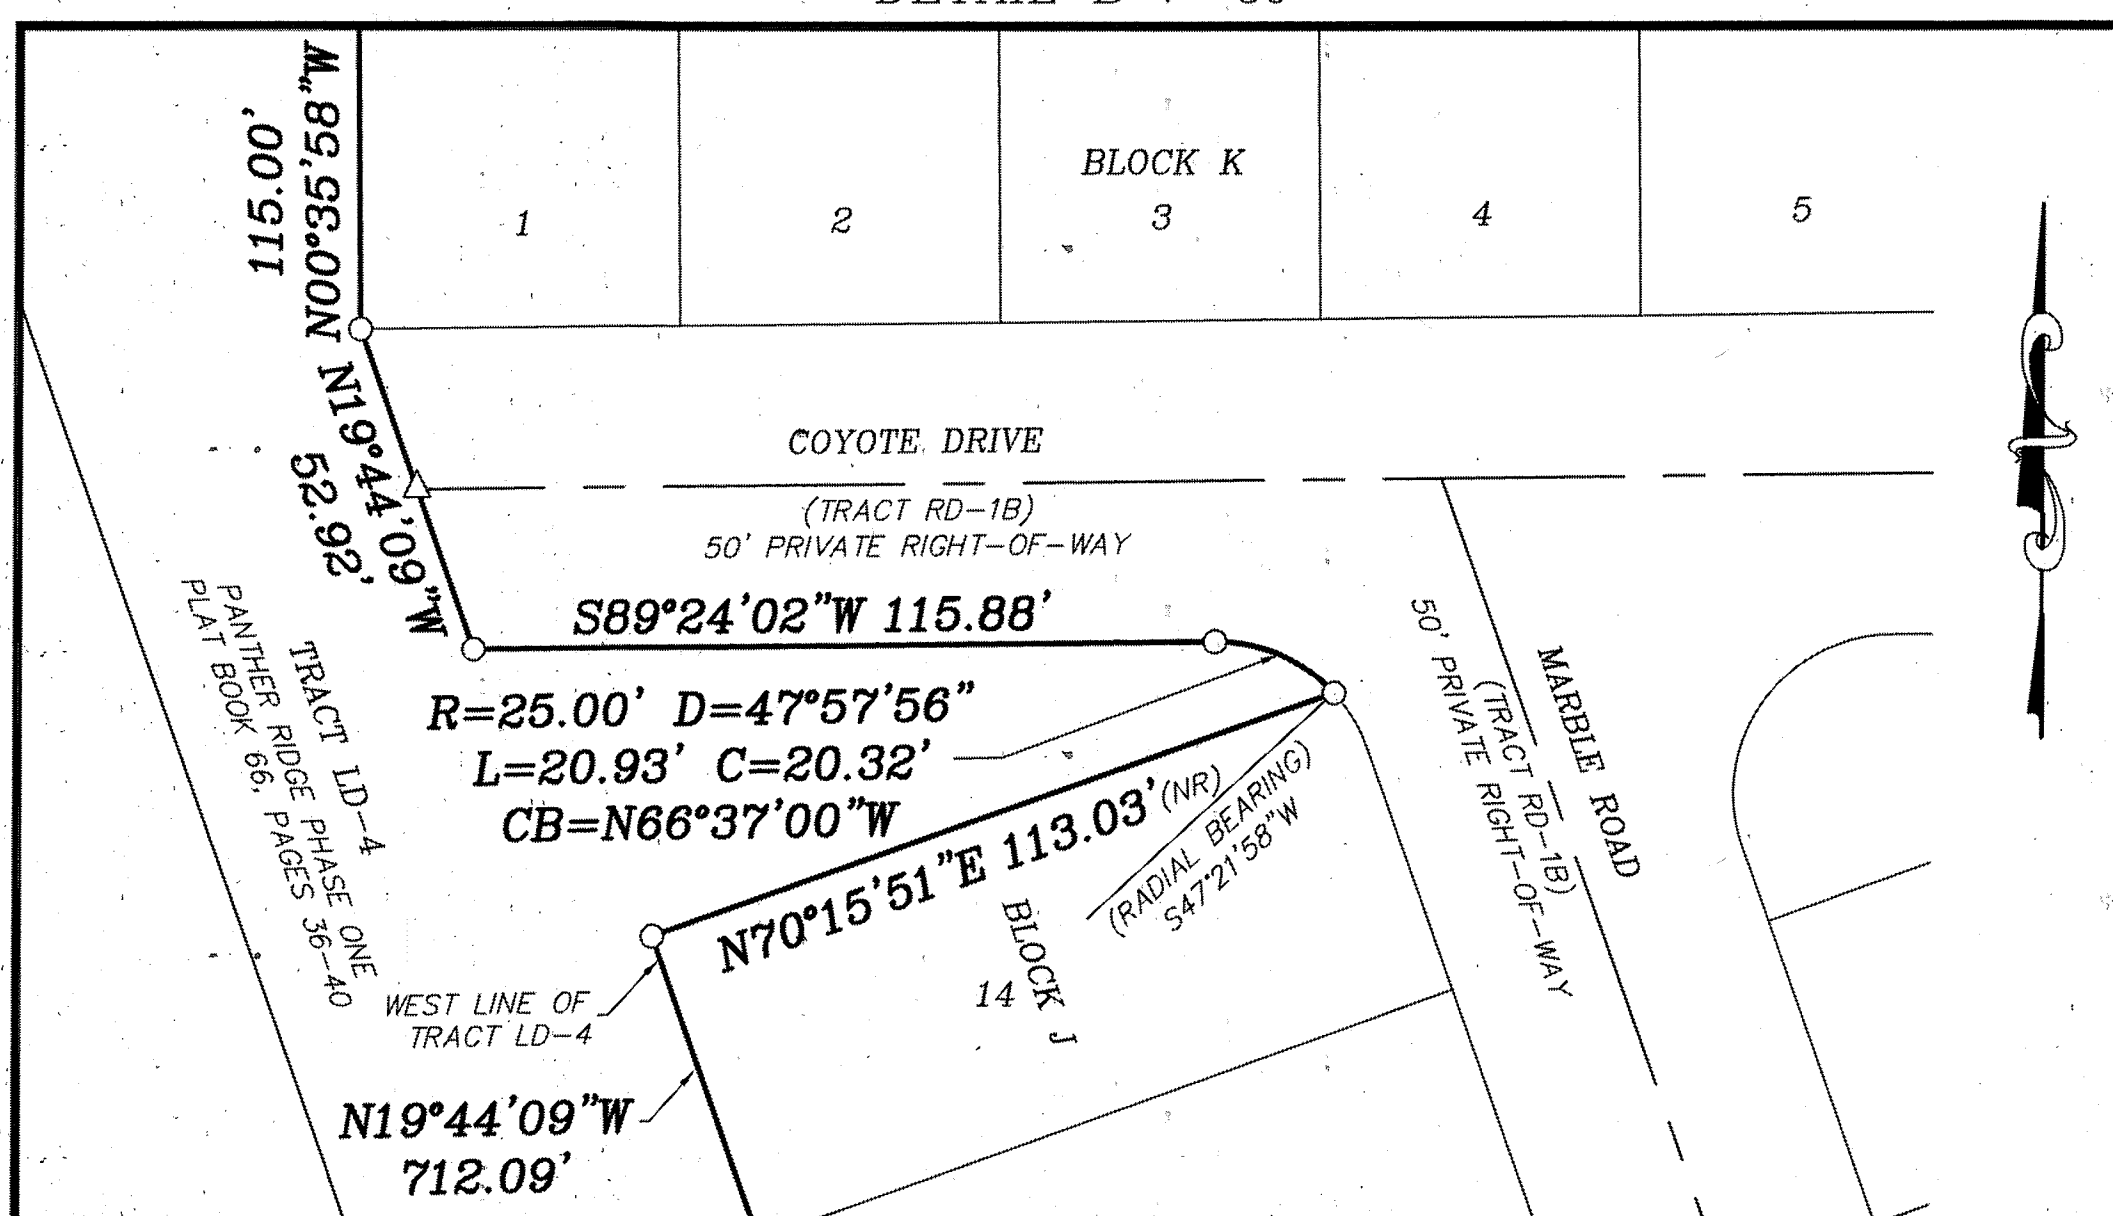 115.00'
N00°35'58"W
BLOCK K
1
2
3
4
5
N19°44'09"W
52.92'
COYOTE DRIVE
(TRACT RD-1B)
50' PRIVATE RIGHT-OF-WAY
S89°24'02"W 115.88'
R=25.00' D=47°57'56"
L=20.93' C=20.32'
CB=N66°37'00"W
N70°15'51"E 113.03' (NR)
(RADIAL BEARING)
S47°21'58"W
MARBLE ROAD
(TRACT RD-1B)
50' PRIVATE RIGHT-OF-WAY
TRACT LD-4
PANTHER RIDGE PHASE ONE
PLAT BOOK 66, PAGES 36-40
BLOCK J
14
WEST LINE OF
TRACT LD-4
N19°44'09"W
712.09'